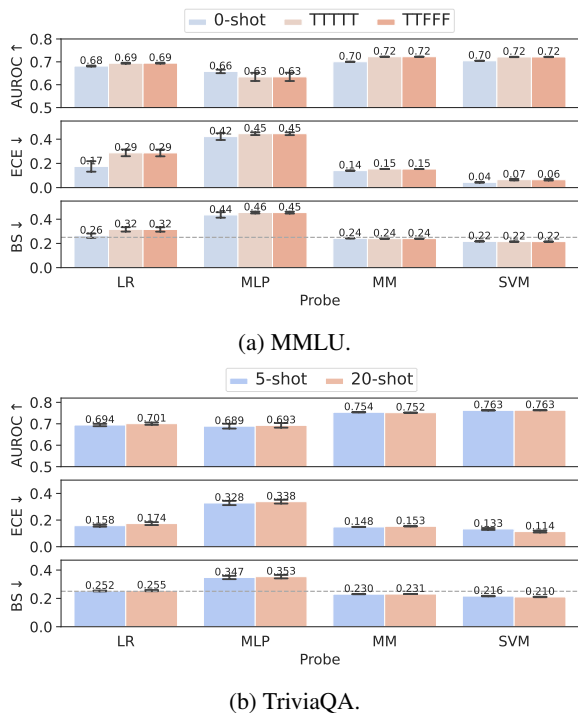 0-shot TTTTT TTFFF
AUROC ↑
0.8
0.7
0.6
0.5
0.68 0.69 0.69 0.66 0.63 0.63 0.70 0.72 0.72 0.70 0.72 0.72
ECE ↓
0.4
0.2
0.0
0.17 0.29 0.29 0.42 0.45 0.45 0.14 0.15 0.15 0.04 0.07 0.06
BS ↓
0.4
0.2
0.0
0.26 0.32 0.32 0.44 0.46 0.45 0.24 0.24 0.24 0.22 0.22 0.22
LR MLP MM SVM
Probe
(a) MMLU.
5-shot 20-shot
AUROC ↑
0.8
0.7
0.6
0.5
0.694 0.701 0.689 0.693 0.754 0.752 0.763 0.763
ECE ↓
0.4
0.2
0.0
0.158 0.174 0.328 0.338 0.148 0.153 0.133 0.114
BS ↓
0.4
0.2
0.0
0.252 0.255 0.347 0.353 0.230 0.231 0.216 0.210
LR MLP MM SVM
Probe
(b) TriviaQA.